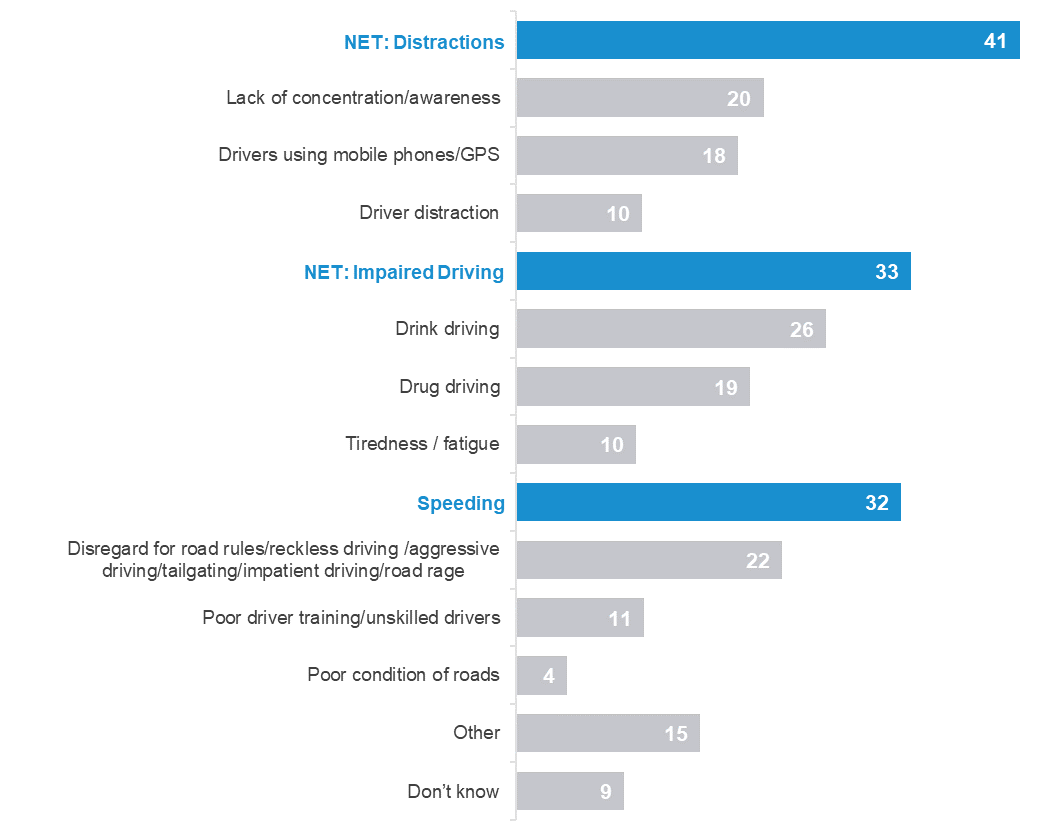 NET: Distractions 41
Lack of concentration/awareness 20
Drivers using mobile phones/GPS 18
Driver distraction 10
NET: Impaired Driving 33
Drink driving 26
Drug driving 19
Tiredness / fatigue 10
Speeding 32
Disregard for road rules/reckless driving /aggressive
driving/tailgating/impatient driving/road rage 22
Poor driver training/unskilled drivers 11
Poor condition of roads 4
Other 15
Don’t know 9